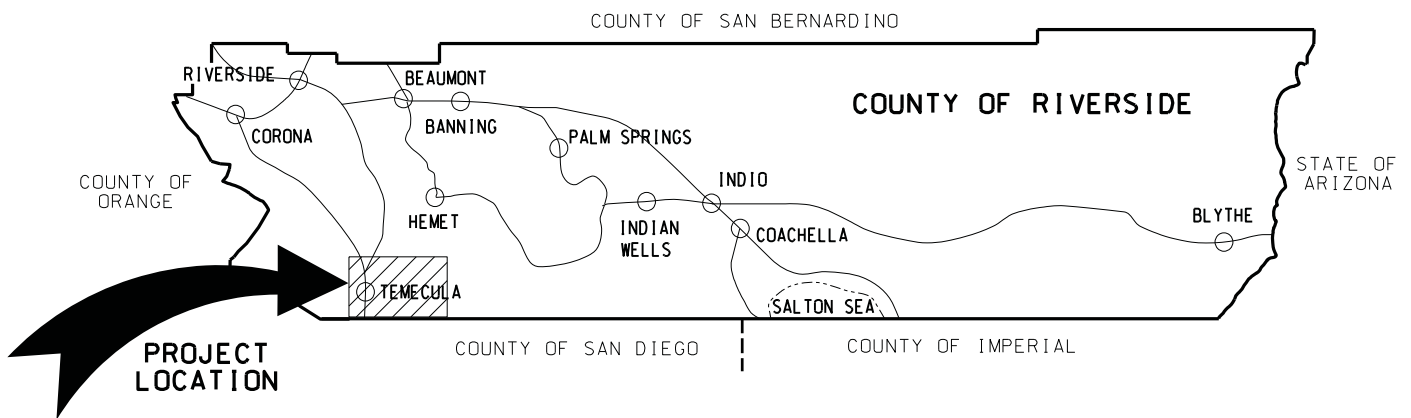 COUNTY OF SAN BERNARDINO
RIVERSIDE
BEAUMONT
COUNTY OF RIVERSIDE
BANNING
CORONA
PALM SPRINGS
STATE OF
ARIZONA
COUNTY OF
ORANGE
INDIO
HEMET
INDIAN
WELLS
COACHELLA
BLYTHE
TEMECULA
SALTON SEA
PROJECT
LOCATION
COUNTY OF SAN DIEGO
COUNTY OF IMPERIAL